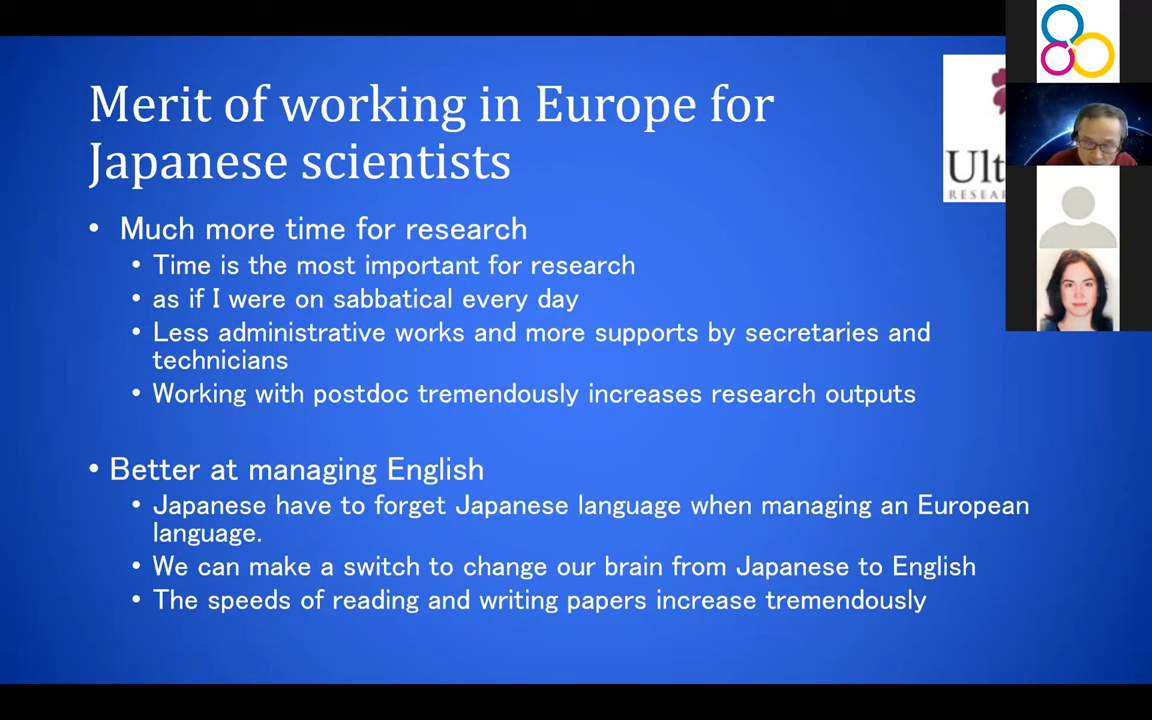 Merit of working in Europe for
Japanese scientists
• Much more time for research
• Time is the most important for research
• as if I were on sabbatical every day
• Less administrative works and more supports by secretaries and
technicians
• Working with postdoc tremendously increases research outputs
• Better at managing English
• Japanese have to forget Japanese language when managing an European
language.
• We can make a switch to change our brain from Japanese to English
• The speeds of reading and writing papers increase tremendously